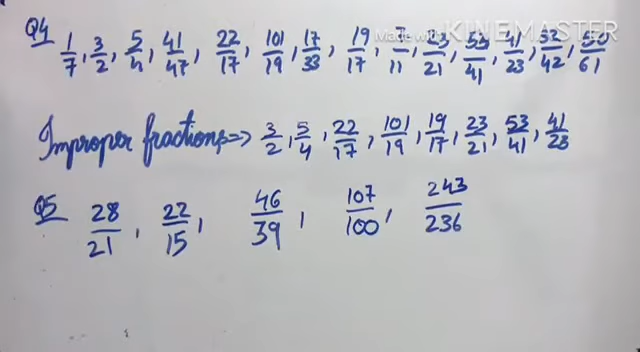 Made with KINEMASTER
Q4 1/7, 3/2, 5/4, 41/47, 22/17, 101/19, 17/33, 19/17, 7/11, 23/21, 53/41, 41/23, 52/42, 50/61
Improper fractions => 3/2, 5/4, 22/17, 101/19, 19/17, 23/21, 53/41, 41/23
Q5 28/21, 22/15, 46/39, 107/100, 243/236